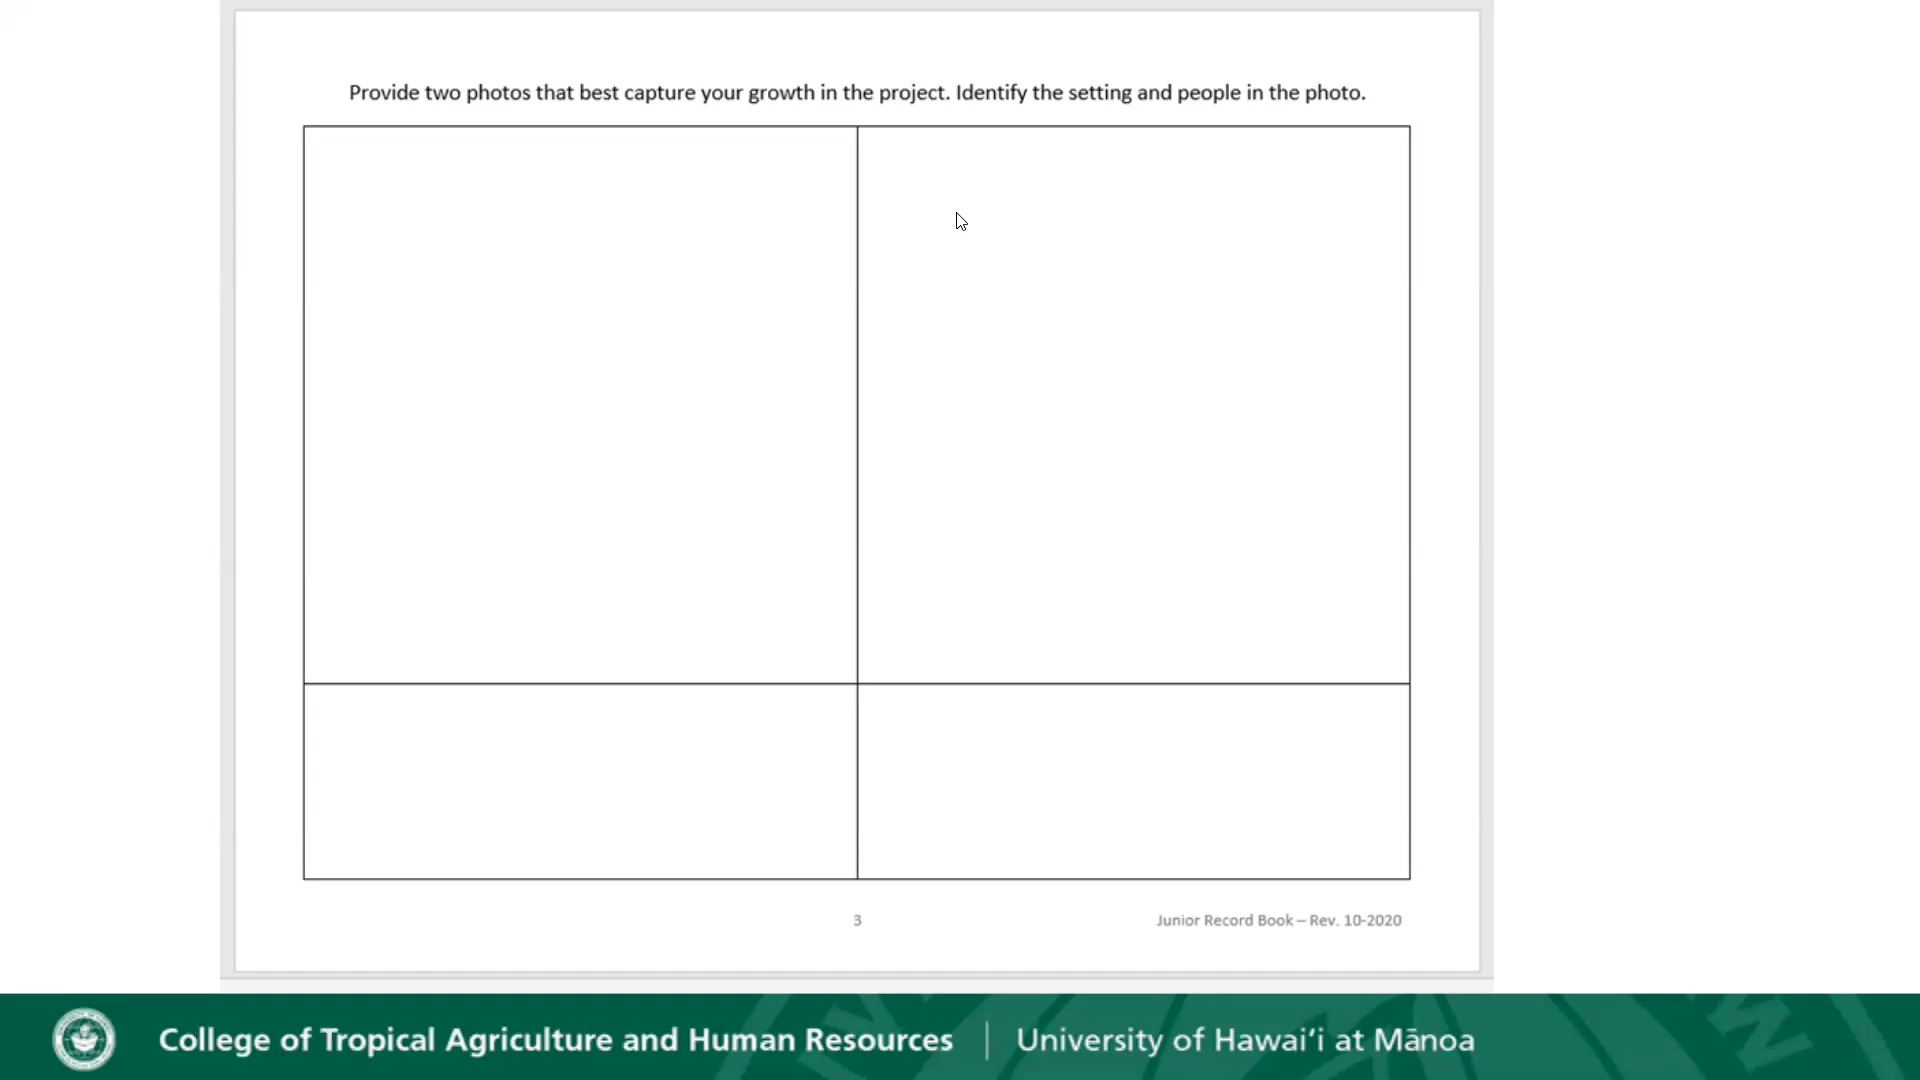 Provide two photos that best capture your growth in the project. Identify the setting and people in the photo.
3
Junior Record Book – Rev. 10-2020
College of Tropical Agriculture and Human Resources | University of Hawaiʻi at Mānoa